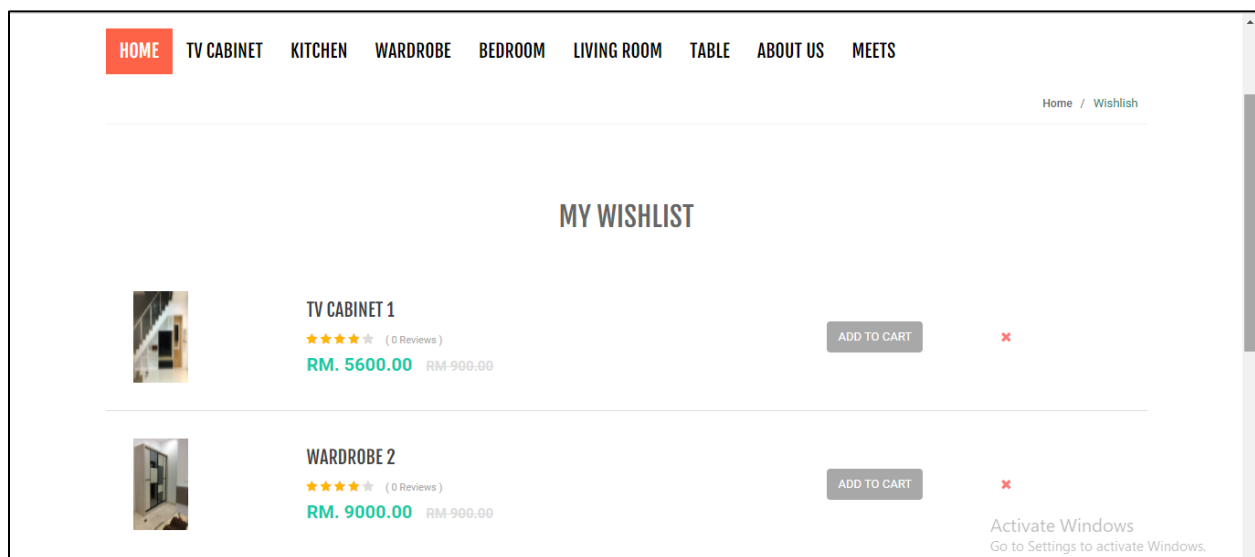 HOME TV CABINET KITCHEN WARDROBE BEDROOM LIVING ROOM TABLE ABOUT US MEETS
Home / Wishlist
MY WISHLIST
TV CABINET 1
( 0 Reviews )
RM. 5600.00 RM 900.00
ADD TO CART
WARDROBE 2
( 0 Reviews )
RM. 9000.00 RM 900.00
ADD TO CART
Activate Windows
Go to Settings to activate Windows.